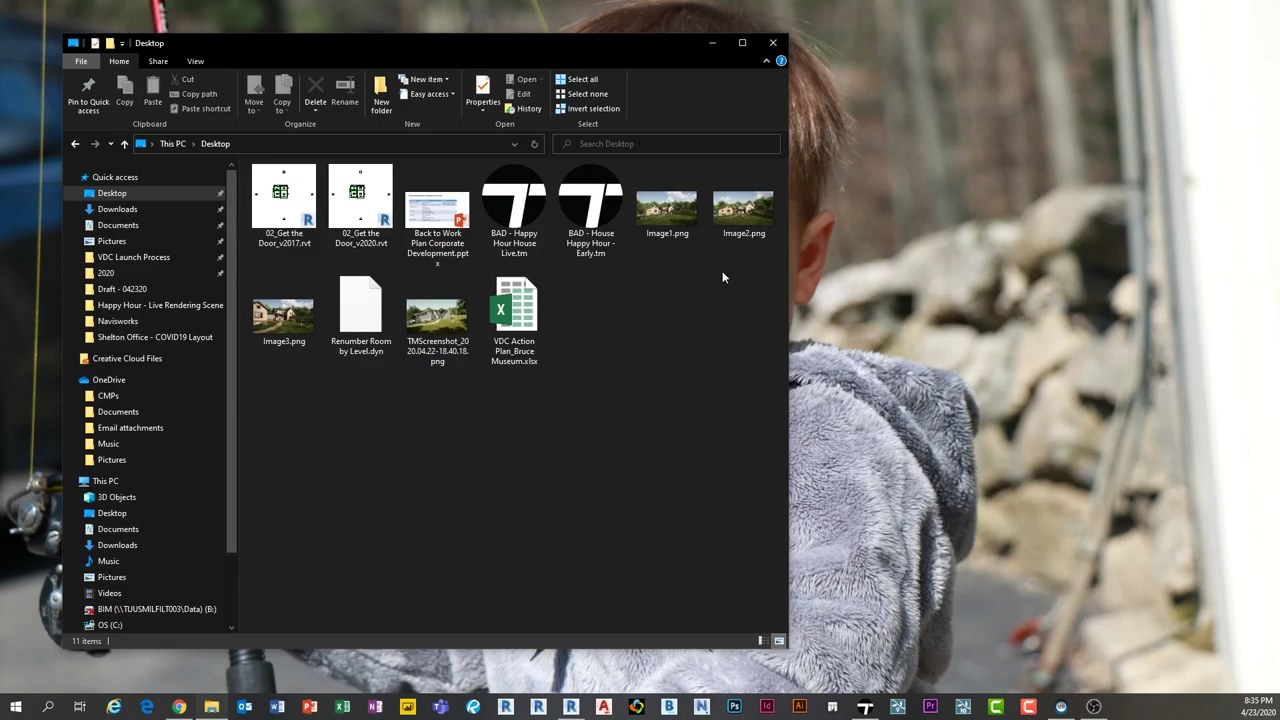 Desktop
File
Home
Share
View
Pin to Quick
access
Copy
Paste
Cut
Copy path
Paste shortcut
Clipboard
Move
to
Copy
to
Delete
Rename
Organize
New
folder
New item
Easy access
New
Properties
Open
Edit
History
Open
Select all
Select none
Invert selection
Select
This PC
Desktop
Search Desktop
Quick access
Desktop
Downloads
Documents
Pictures
VDC Launch Process
2020
Draft - 042320
Happy Hour - Live Rendering Scene
Navisworks
Shelton Office - COVID19 Layout
Creative Cloud Files
OneDrive
CMPs
Documents
Email attachments
Music
Pictures
This PC
3D Objects
Desktop
Documents
Downloads
Music
Pictures
Videos
BIM (\\TUUSMILFILT003\Data) (B:)
OS (C:)
02_Get the
Door_v2017.rvt
02_Get the
Door_v2020.rvt
Back to Work
Plan Corporate
Development.ppt
x
BAD - Happy
Hour House
Live.tm
BAD - House
Happy Hour -
Early.tm
Image1.png
Image2.png
Image3.png
Renumber Room
by Level.dyn
TMScreenshot_20
20.04.22-18.40.18.
png
VDC Action
Plan_Bruce
Museum.xlsx
11 items
8:35 PM
4/23/2020